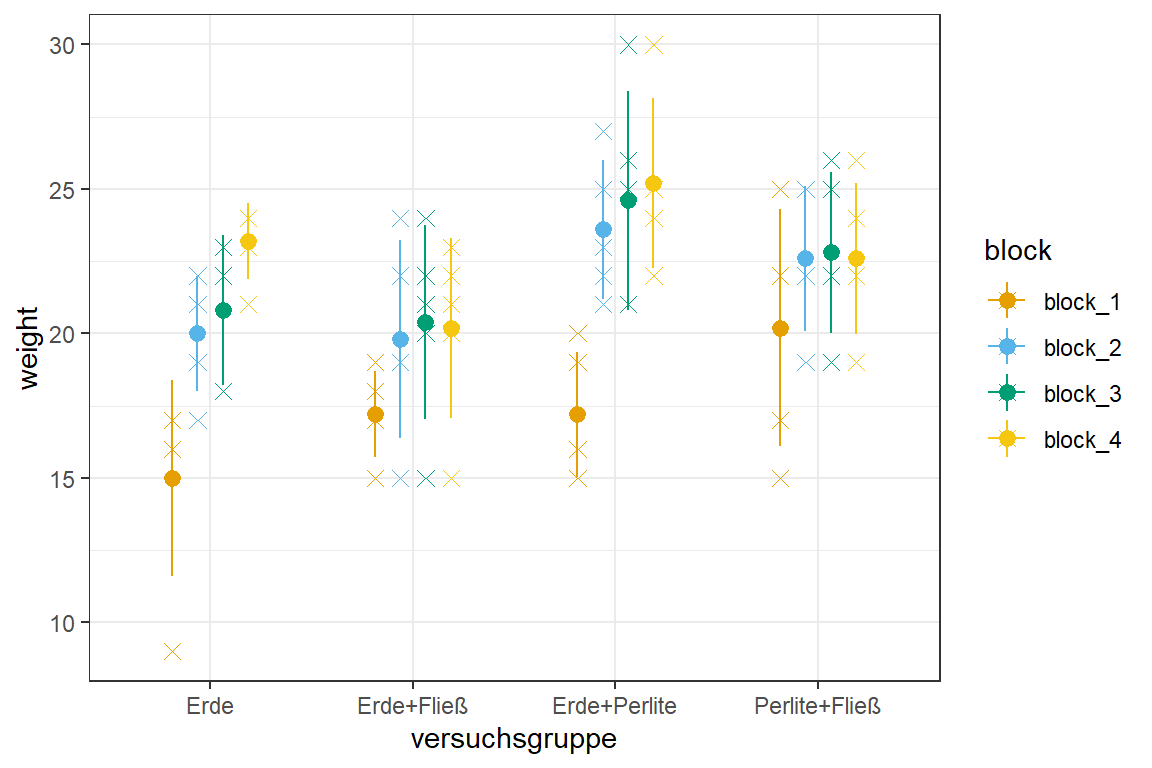 30
25
20
15
10
weight
Erde
Erde+Fließ
Erde+Perlite
Perlite+Fließ
versuchsgruppe
block
block_1
block_2
block_3
block_4